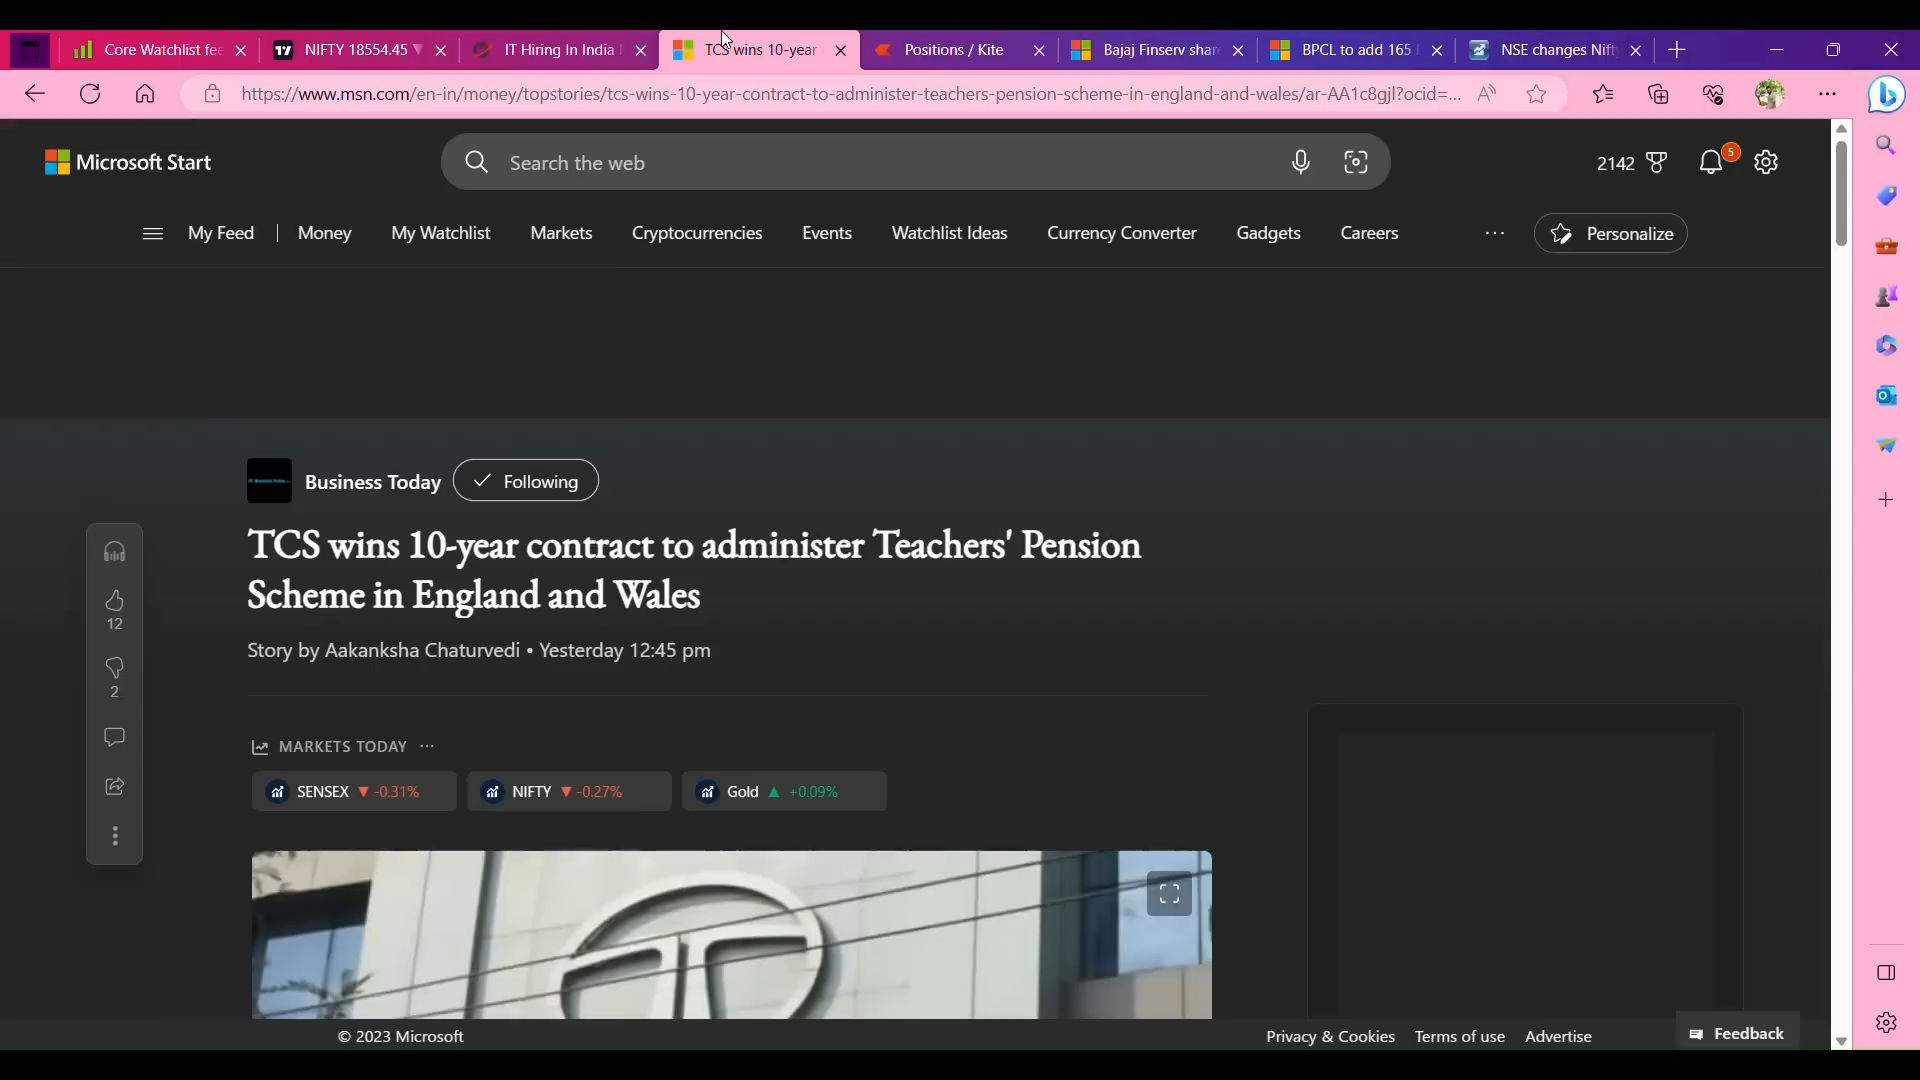 Core Watchlist fe
NIFTY 18554.45
IT Hiring In India
TCS wins 10-year
Positions / Kite
Bajaj Finserv shar
BPCL to add 165
NSE changes Nift
https://www.msn.com/en-in/money/topstories/tcs-wins-10-year-contract-to-administer-teachers-pension-scheme-in-england-and-wales/ar-AA1c8gjl?ocid=...
Microsoft Start
Search the web
2142
5
My Feed
Money
My Watchlist
Markets
Cryptocurrencies
Events
Watchlist Ideas
Currency Converter
Gadgets
Careers
Personalize
Business Today
Following
TCS wins 10-year contract to administer Teachers' Pension
Scheme in England and Wales
Story by Aakanksha Chaturvedi • Yesterday 12:45 pm
12
2
MARKETS TODAY
SENSEX ▼ -0.31%
NIFTY ▼ -0.27%
Gold ▲ +0.09%
© 2023 Microsoft
Privacy & Cookies
Terms of use
Advertise
Feedback